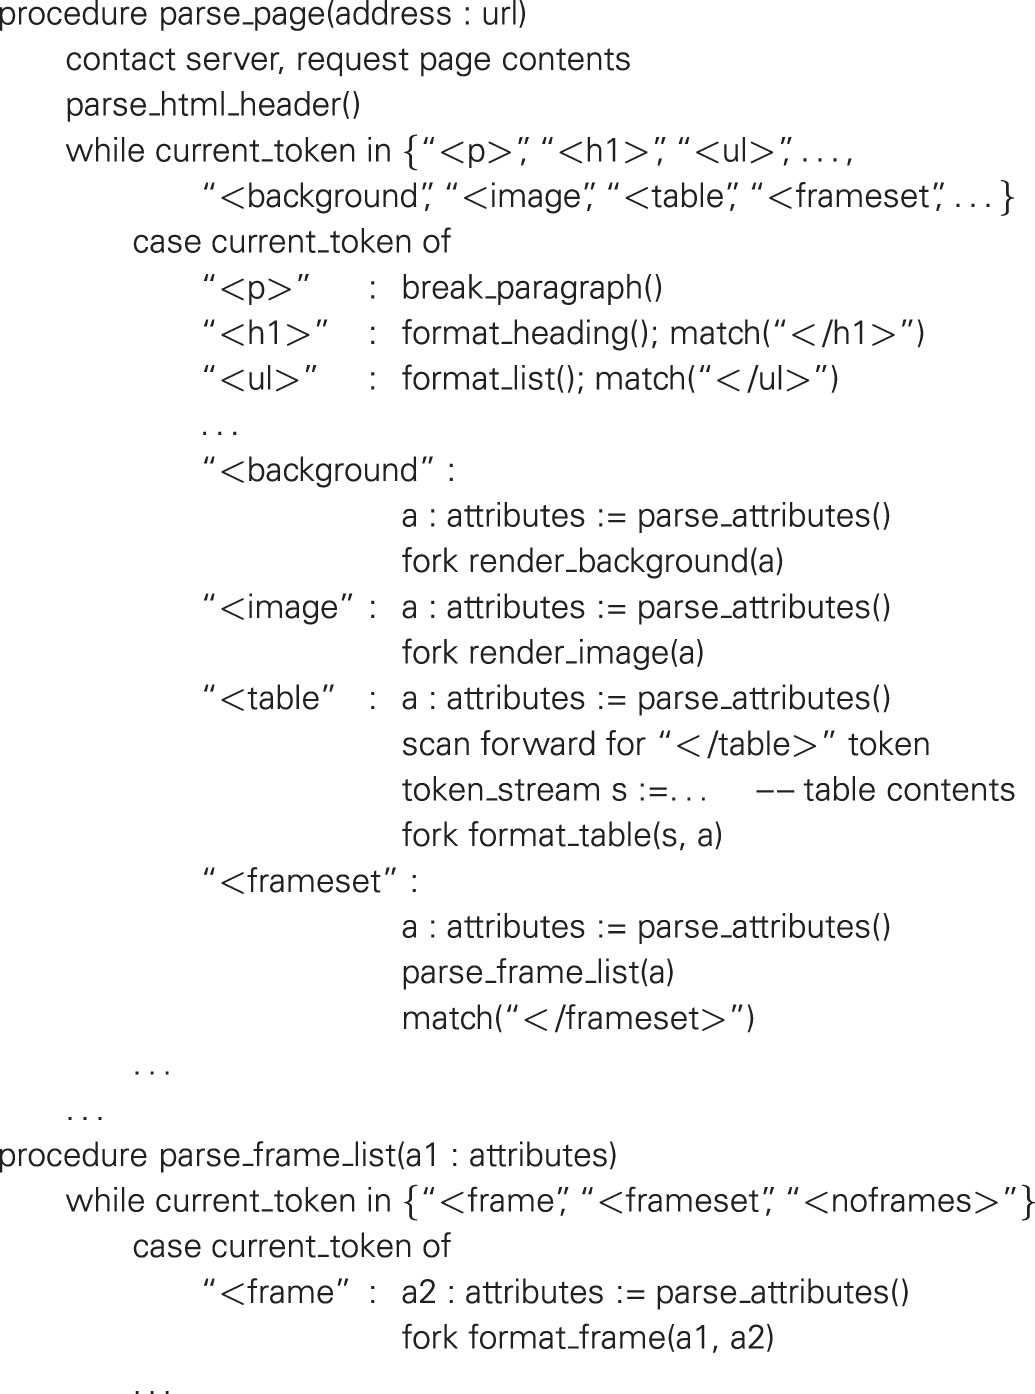 procedure parse_page(address : url)
contact server, request page contents
parse_html_header()
while current_token in {“<p>”, “<h1>”, “<ul>”, . . . ,
“<background”, “<image”, “<table”, “<frameset”, . . . }
case current_token of
“<p>” : break_paragraph()
“<h1>” : format_heading(); match(“</h1>”)
“<ul>” : format_list(); match(“</ul>”)
. . .
“<background” :
a : attributes := parse_attributes()
fork render_background(a)
“<image” : a : attributes := parse_attributes()
fork render_image(a)
“<table” : a : attributes := parse_attributes()
scan forward for “</table>” token
token_stream s :=. . . −− table contents
fork format_table(s, a)
“<frameset” :
a : attributes := parse_attributes()
parse_frame_list(a)
match(“</frameset>”)
. . .
. . .
procedure parse_frame_list(a1 : attributes)
while current_token in {“<frame”, “<frameset”, “<noframes>”}
case current_token of
“<frame” : a2 : attributes := parse_attributes()
fork format_frame(a1, a2)
. . .